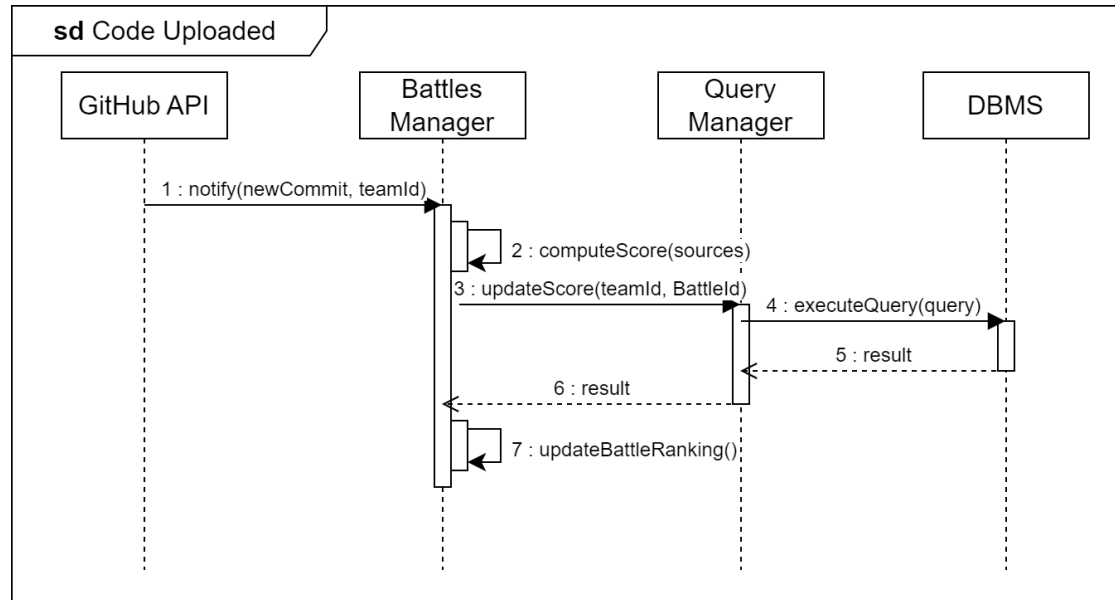 sd Code Uploaded
GitHub API
Battles
Manager
Query
Manager
DBMS
1 : notify(newCommit, teamId)
2 : computeScore(sources)
3 : updateScore(teamId, BattleId)
4 : executeQuery(query)
5 : result
6 : result
7 : updateBattleRanking()